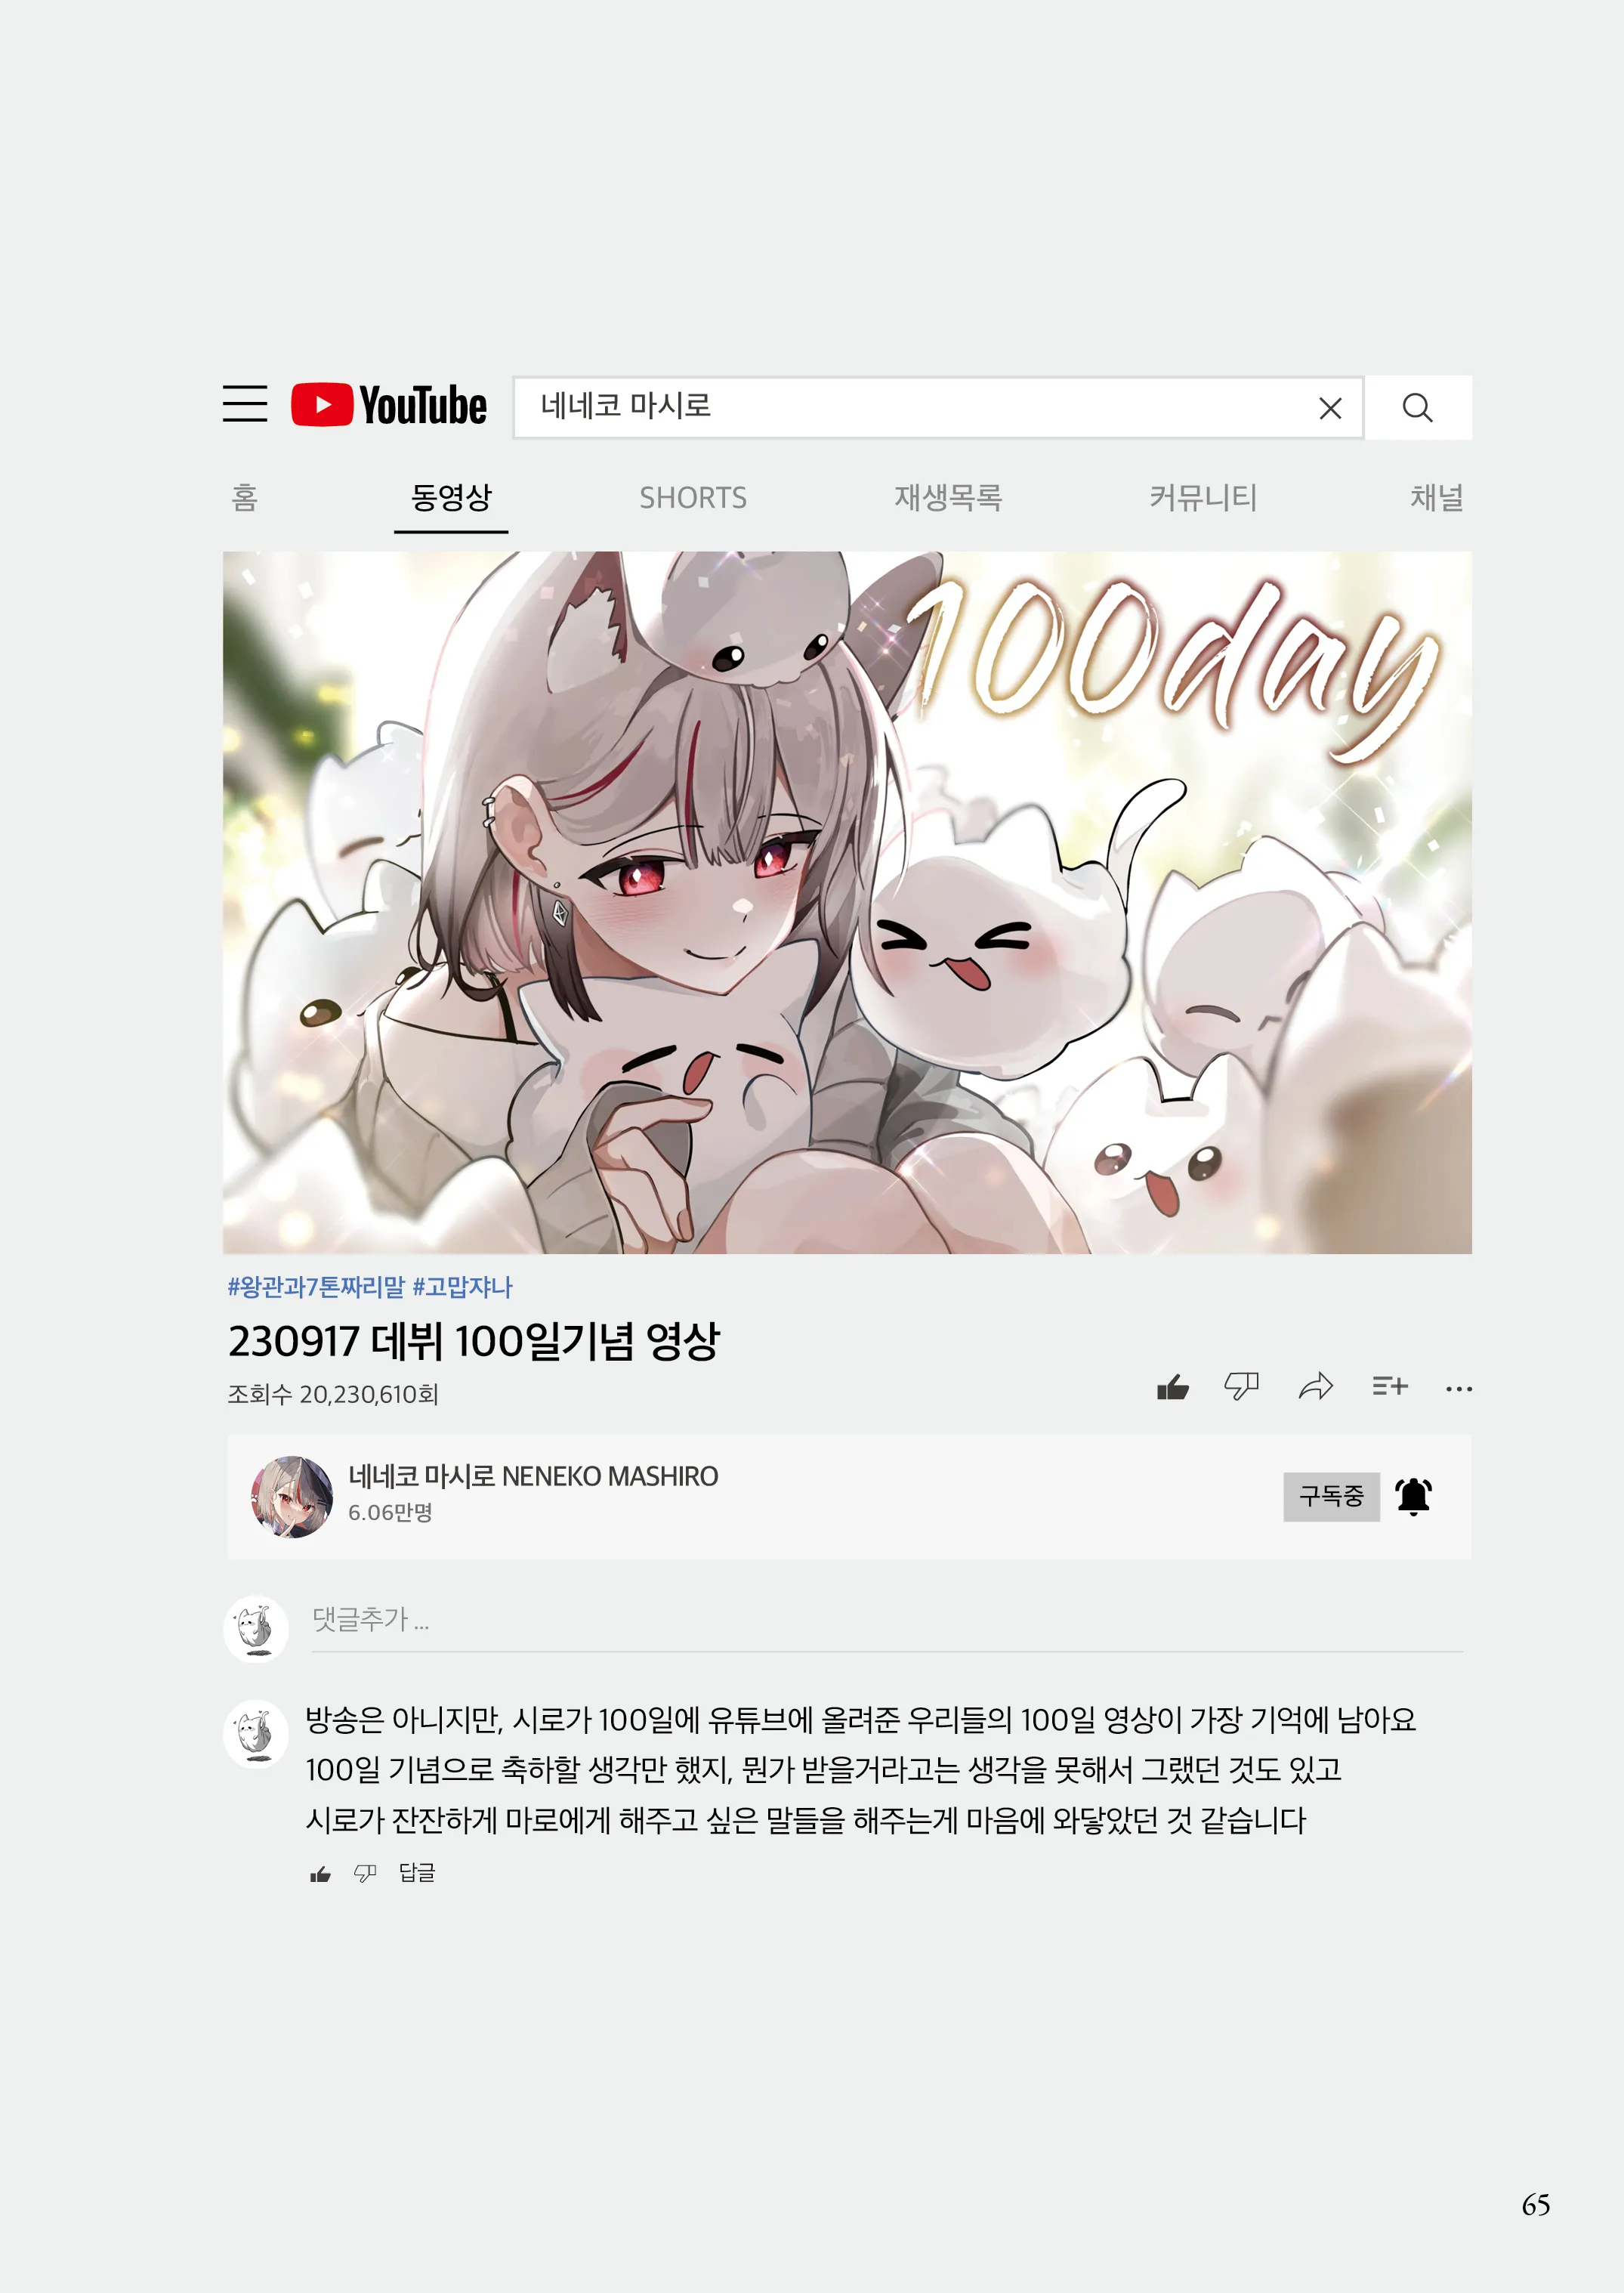 YouTube
네네코 마시로
홈 동영상 SHORTS 재생목록 커뮤니티 채널
100day
#왕관과7톤짜리말 #고맙쟈나
230917 데뷔 100일기념 영상
조회수 20,230,610회
네네코 마시로 NENEKO MASHIRO
6.06만명
구독중
댓글추가 ...
방송은 아니지만, 시로가 100일에 유튜브에 올려준 우리들의 100일 영상이 가장 기억에 남아요
100일 기념으로 축하할 생각만 했지, 뭔가 받을거라고는 생각을 못해서 그랬던 것도 있고
시로가 잔잔하게 마로에게 해주고 싶은 말들을 해주는게 마음에 와닿았던 것 같습니다
답글
65